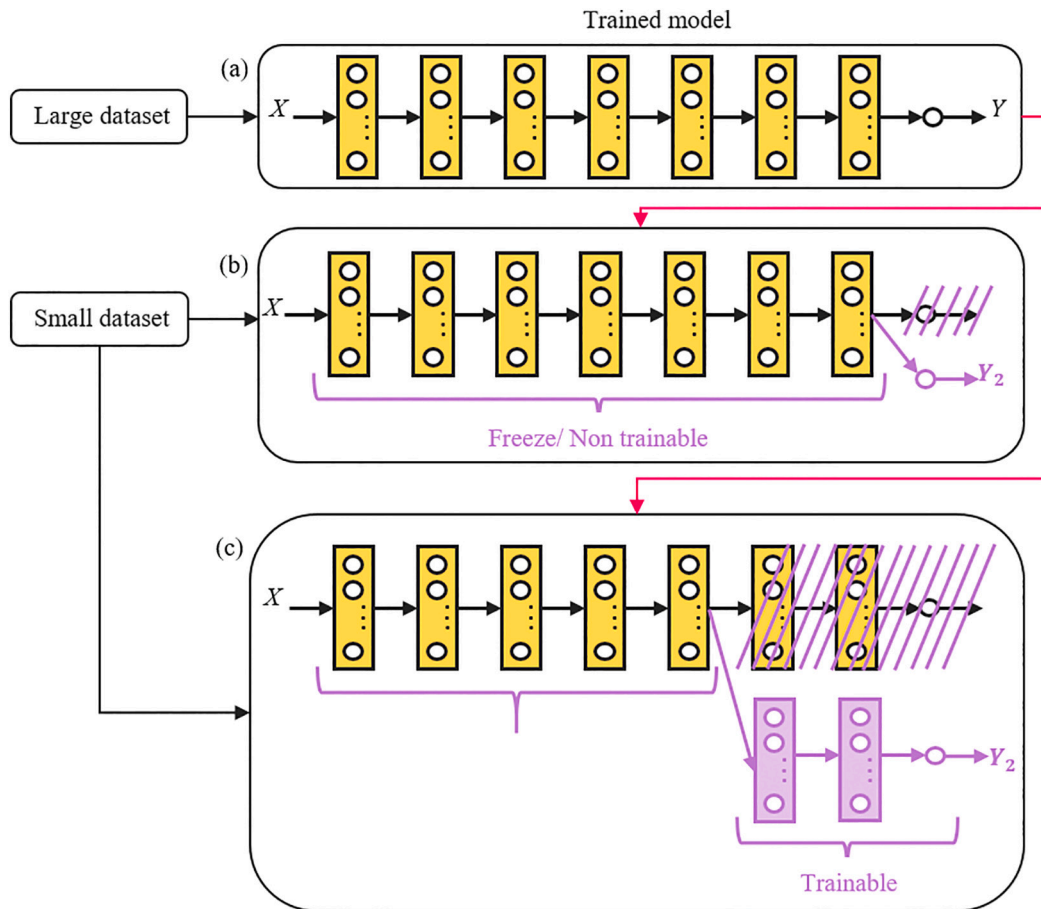 Trained model
(a)
Large dataset
X
Y
(b)
Small dataset
X
Y₂
Freeze/ Non trainable
(c)
X
Y₂
Trainable